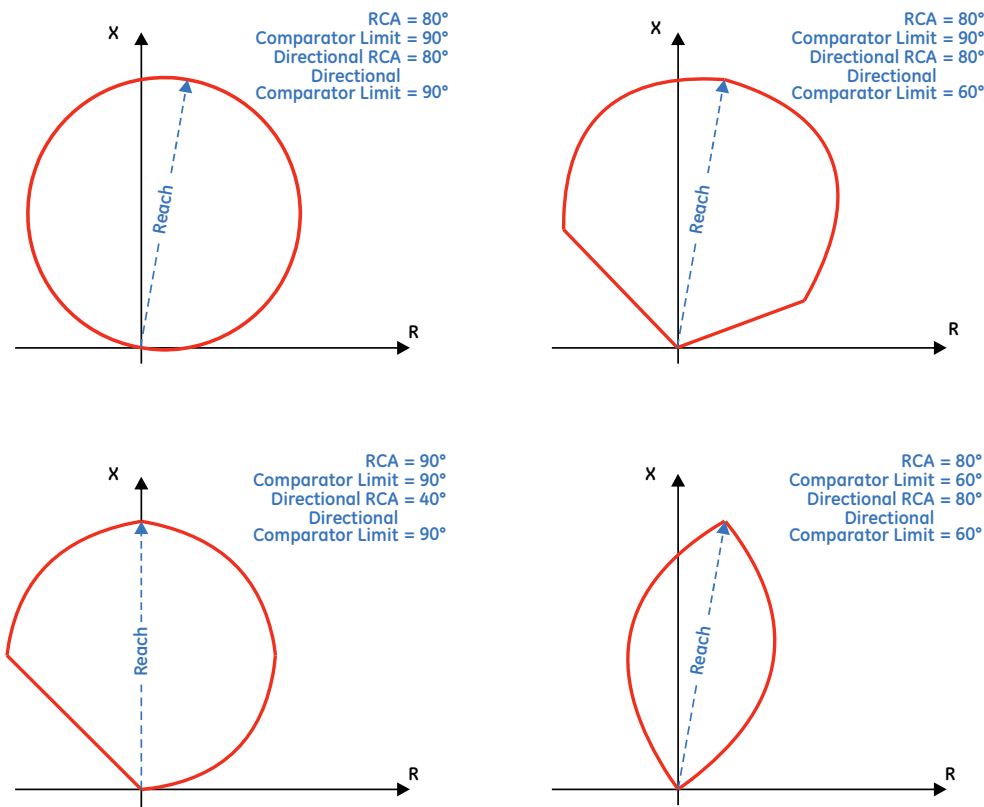 X
RCA = 80°
Comparator Limit = 90°
Directional RCA = 80°
Directional
Comparator Limit = 90°
Reach
R
X
RCA = 80°
Comparator Limit = 90°
Directional RCA = 80°
Directional
Comparator Limit = 60°
Reach
R
X
RCA = 90°
Comparator Limit = 90°
Directional RCA = 40°
Directional
Comparator Limit = 90°
Reach
R
X
RCA = 80°
Comparator Limit = 60°
Directional RCA = 80°
Directional
Comparator Limit = 60°
Reach
R